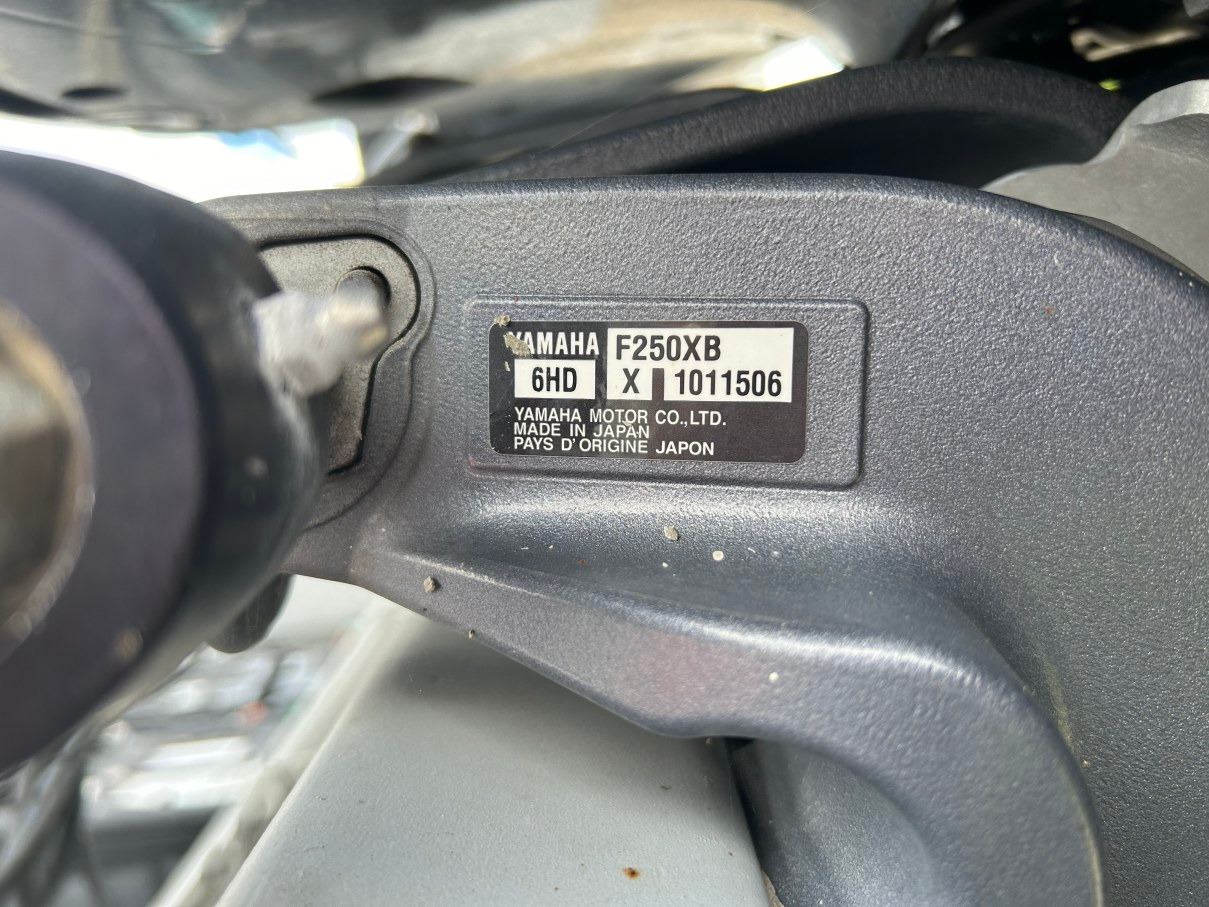 YAMAHA F250XB
6HD X 1011506
YAMAHA MOTOR CO.,LTD.
MADE IN JAPAN
PAYS D'ORIGINE JAPON